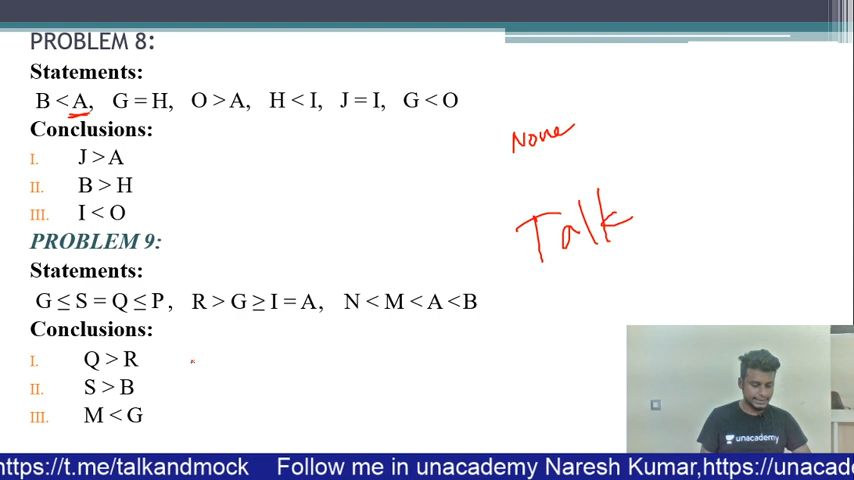 PROBLEM 8:
Statements:
B < A, G = H, O > A, H < I, J = I, G < O
Conclusions:
I. J > A
II. B > H
III. I < O
None
Talk
PROBLEM 9:
Statements:
G ≤ S = Q ≤ P, R > G ≥ I = A, N < M < A < B
Conclusions:
I. Q > R
II. S > B
III. M < G
unacademy
https://t.me/talkandmock Follow me in unacademy Naresh Kumar,https://unacade